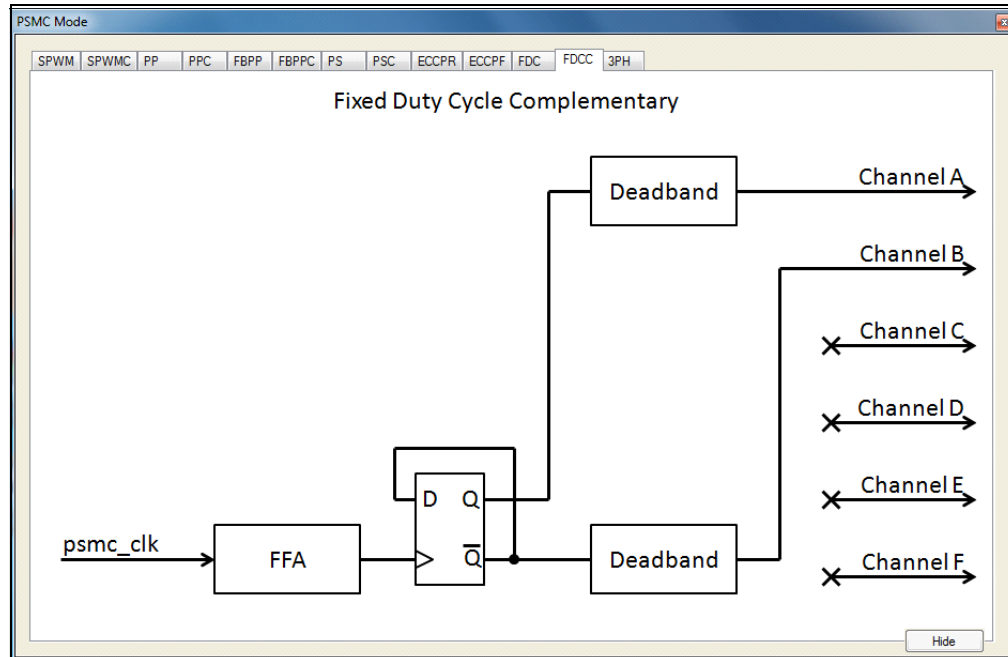 PSMC Mode
SPWM SPWMC PP PPC FBPP FBPPC PS PSC ECCPR ECCPF FDC FDCC 3PH
Fixed Duty Cycle Complementary
Deadband
Channel A
Channel B
Channel C
Channel D
D Q
Channel E
psmc_clk
FFA
Q̅
Deadband
Channel F
Hide